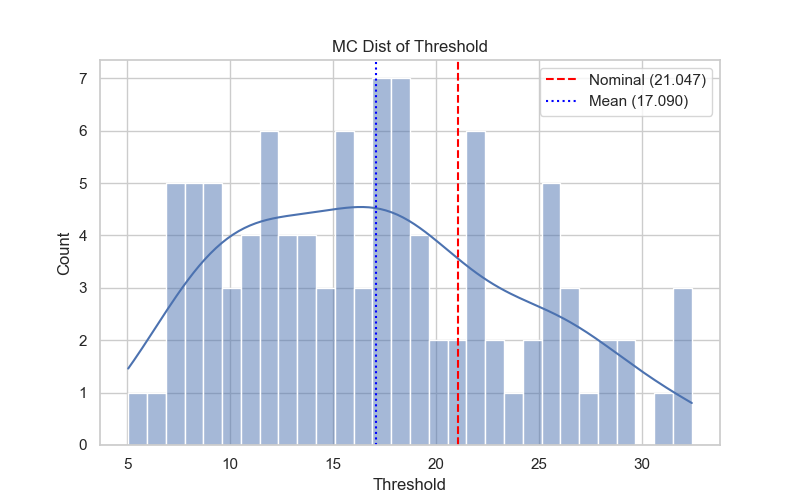 MC Dist of Threshold
Nominal (21.047)
Mean (17.090)
Count
7
6
5
4
3
2
1
0
5 10 15 20 25 30
Threshold